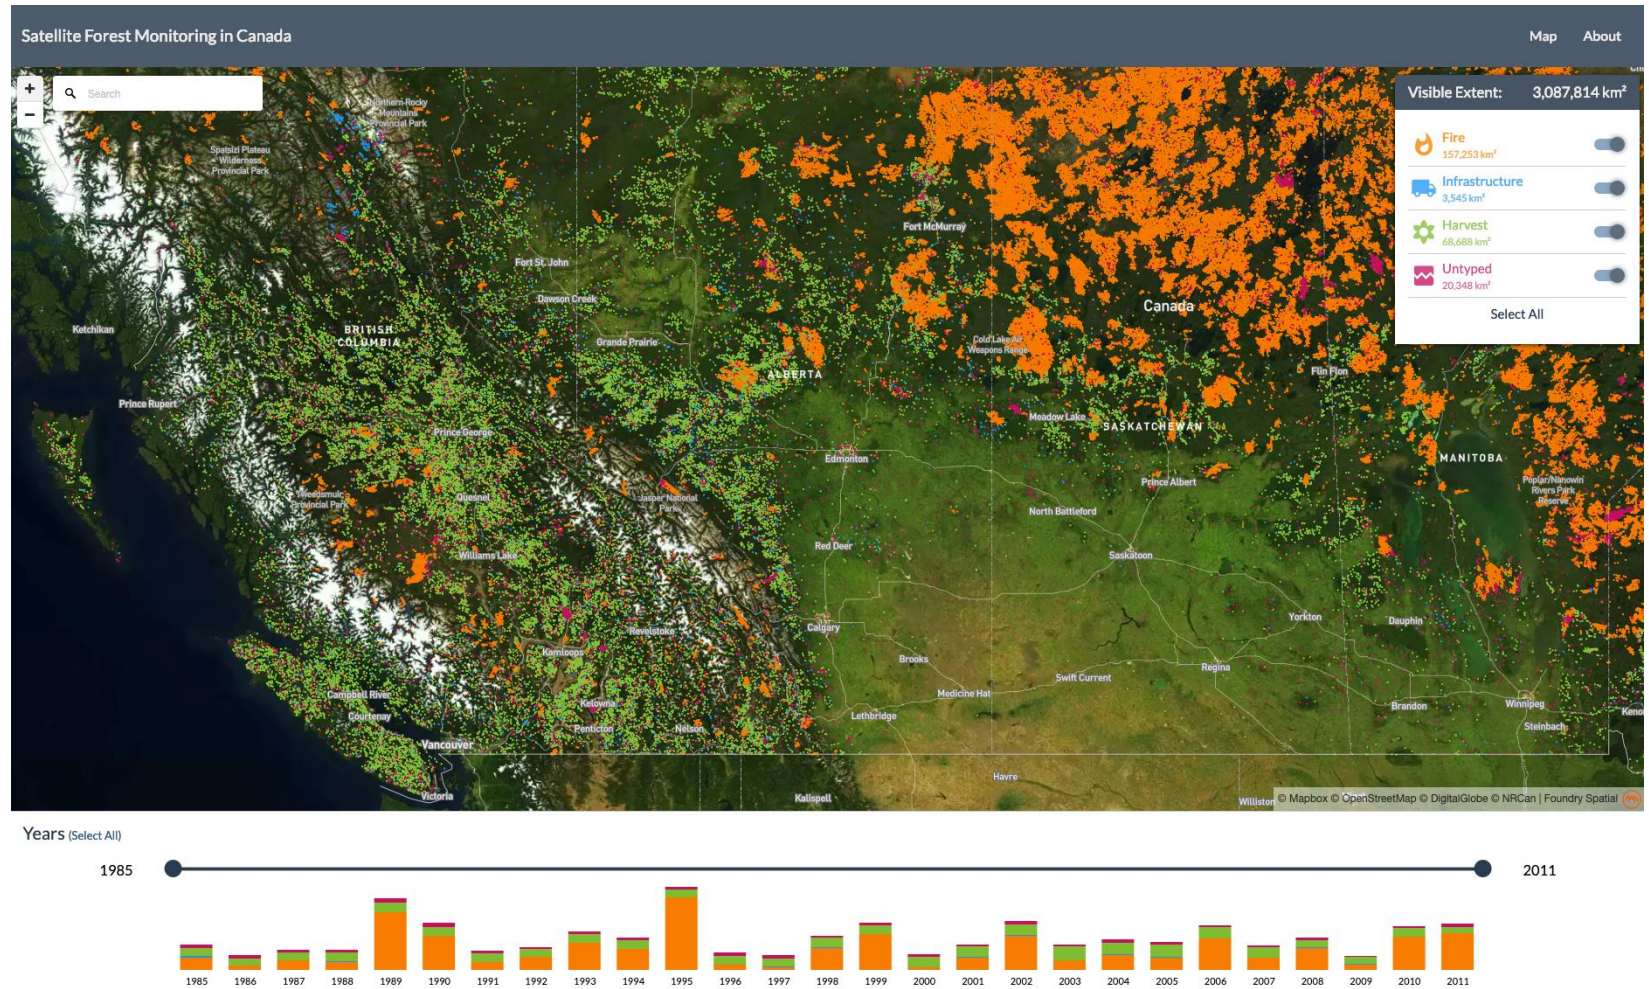 Satellite Forest Monitoring in Canada
Map About
+
−
Search
Visible Extent: 3,087,814 km²
Fire
157,253 km²
Infrastructure
3,545 km²
Harvest
68,688 km²
Untyped
20,348 km²
Select All
Northern Rocky
Mountains
Provincial Park
Spatsizi Plateau
Wilderness
Provincial Park
Fort McMurray
Fort St. John
Dawson Creek
Canada
Ketchikan
BRITISH
COLUMBIA
Grande Prairie
Cold Lake Air
Weapons Range
ALBERTA
Flin Flon
Prince Rupert
Meadow Lake
SASKATCHEWAN
Prince George
Edmonton
MANITOBA
Prince Albert
Poplar/Nanowin
Rivers Park
Reserve
Tweedsmuir
Provincial Park
Quesnel
Jasper National
Park
North Battleford
Red Deer
Williams Lake
Saskatoon
Yorkton
Dauphin
Calgary
Revelstoke
Kamloops
Brooks
Regina
Swift Current
Medicine Hat
Campbell River
Kelowna
Brandon
Winnipeg
Keno
Courtenay
Lethbridge
Penticton
Nelson
Steinbach
Vancouver
Havre
Victoria
Kalispell
Williston
© Mapbox © OpenStreetMap © DigitalGlobe © NRCan | Foundry Spatial
Years (Select All)
1985
2011
1985 1986 1987 1988 1989 1990 1991 1992 1993 1994 1995 1996 1997 1998 1999 2000 2001 2002 2003 2004 2005 2006 2007 2008 2009 2010 2011